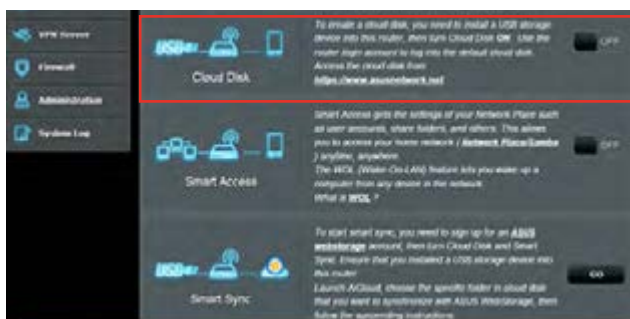 VPN Server
Firewall
Administration
System Log
USB
Cloud Disk
To create a cloud disk, you need to install a USB storage
device into this router, then turn Cloud Disk ON. Use the
router login account to log into the default cloud disk.
Access the cloud disk from
https://www.asusnetwork.net
OFF
Smart Access
Smart Access gets the settings of your Network Place such
as user accounts, share folders, and others. This allows
you to access your home network ( Network Place/Samba
) anytime, anywhere.
The WOL (Wake-On-LAN) feature lets you wake up a
computer from any device in the network.
What is WOL ?
OFF
USB
Smart Sync
To start smart sync, you need to sign up for an ASUS
webstorage account, then turn Cloud Disk and Smart
Sync. Ensure that you installed a USB storage device into
this router.
Launch AiCloud, choose the specific folder in cloud disk
that you want to synchronize with ASUS WebStorage, then
follow the succeeding instructions.
GO